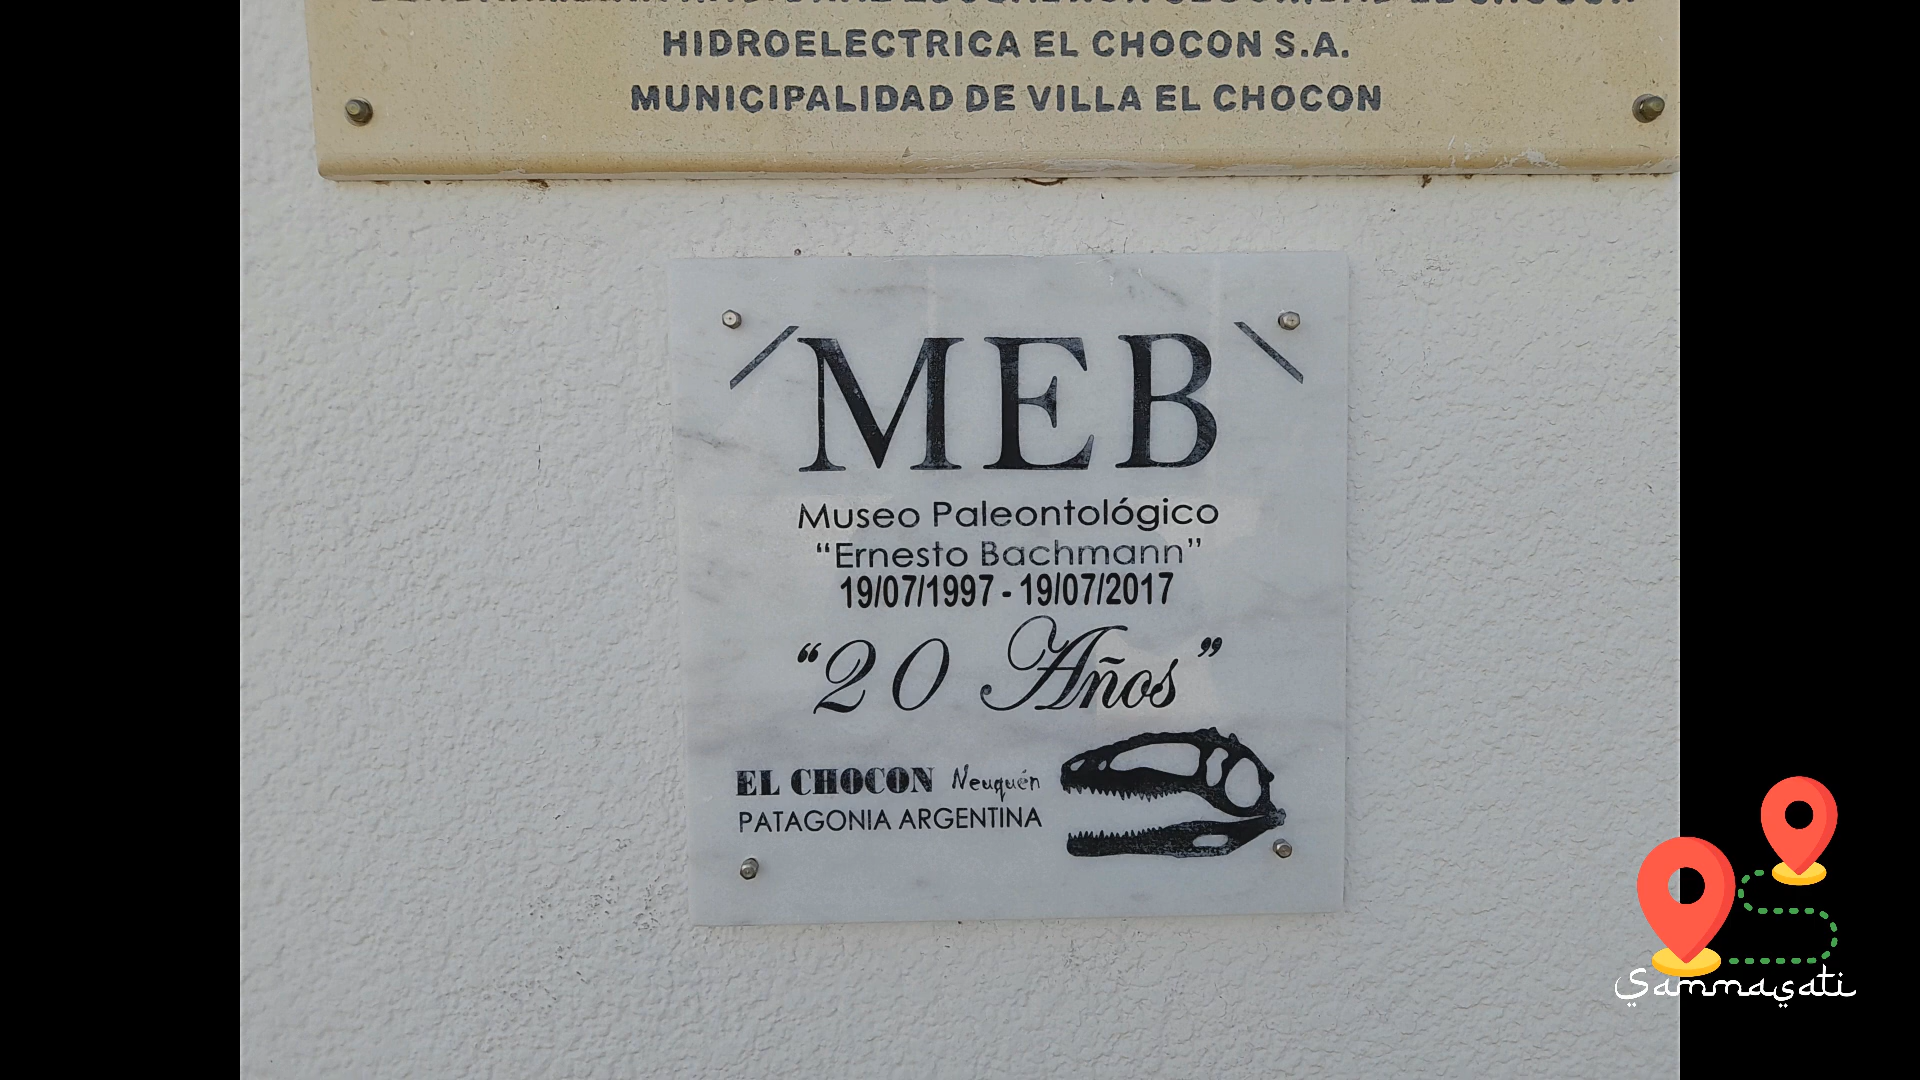 HIDROELECTRICA EL CHOCON S.A.
MUNICIPALIDAD DE VILLA EL CHOCON
MEB
Museo Paleontológico
“Ernesto Bachmann”
19/07/1997 - 19/07/2017
“20 Años”
EL CHOCON Neuquén
PATAGONIA ARGENTINA
Sammasati